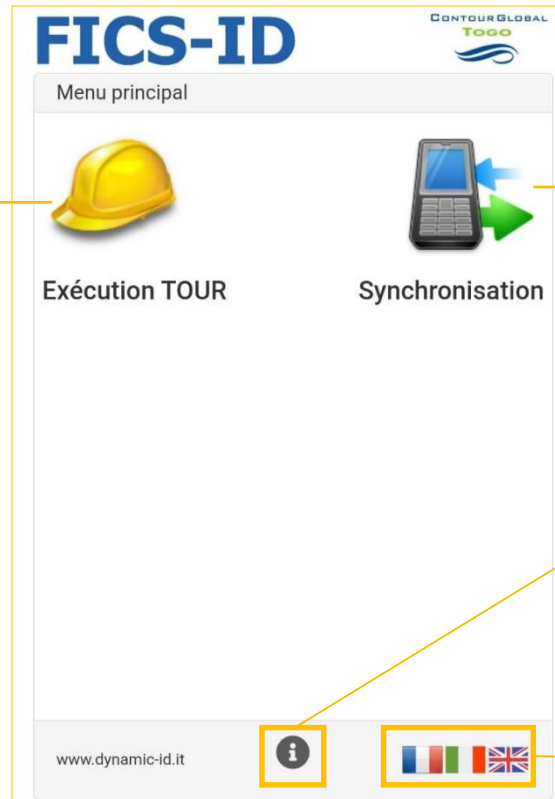 FICS-ID
CONTOURGLOBAL
TOGO
Menu principal
Exécution TOUR
Synchronisation
www.dynamic-id.it
i